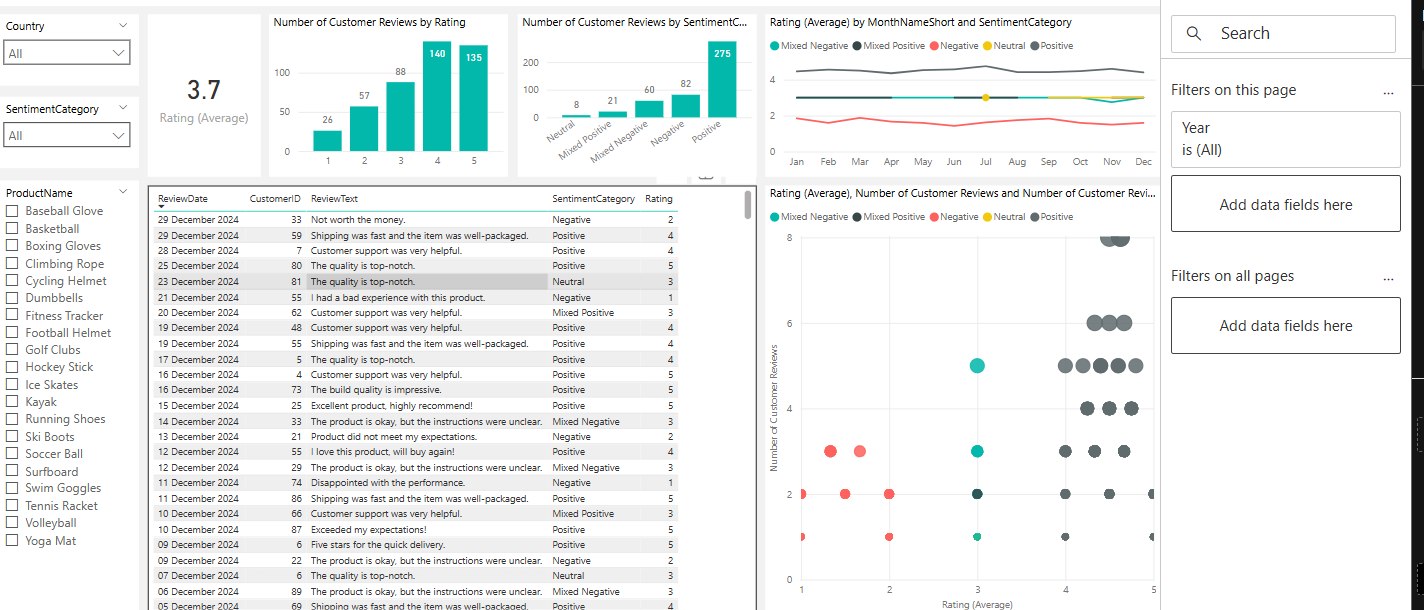 Country
All
SentimentCategory
All
ProductName
Baseball Glove
Basketball
Boxing Gloves
Climbing Rope
Cycling Helmet
Dumbbells
Fitness Tracker
Football Helmet
Golf Clubs
Hockey Stick
Ice Skates
Kayak
Running Shoes
Ski Boots
Soccer Ball
Surfboard
Swim Goggles
Tennis Racket
Volleyball
Yoga Mat
3.7
Rating (Average)
Number of Customer Reviews by Rating
100
50
0
26
57
88
140
135
1 2 3 4 5
Number of Customer Reviews by SentimentC...
200
100
0
8
21
60
82
275
Neutral
Mixed Positive
Mixed Negative
Negative
Positive
Rating (Average) by MonthNameShort and SentimentCategory
Mixed Negative Mixed Positive Negative Neutral Positive
4
2
0
Jan Feb Mar Apr May Jun Jul Aug Sep Oct Nov Dec
ReviewDate CustomerID ReviewText SentimentCategory Rating
29 December 2024 33 Not worth the money. Negative 2
29 December 2024 59 Shipping was fast and the item was well-packaged. Positive 4
28 December 2024 7 Customer support was very helpful. Positive 4
25 December 2024 80 The quality is top-notch. Positive 5
23 December 2024 81 The quality is top-notch. Neutral 3
21 December 2024 55 I had a bad experience with this product. Negative 1
20 December 2024 62 Customer support was very helpful. Mixed Positive 3
19 December 2024 48 Customer support was very helpful. Positive 4
19 December 2024 55 Shipping was fast and the item was well-packaged. Positive 4
17 December 2024 5 The quality is top-notch. Positive 4
16 December 2024 4 Customer support was very helpful. Positive 5
16 December 2024 73 The build quality is impressive. Positive 5
15 December 2024 25 Excellent product, highly recommend! Positive 5
14 December 2024 33 The product is okay, but the instructions were unclear. Mixed Negative 3
13 December 2024 21 Product did not meet my expectations. Negative 2
12 December 2024 55 I love this product, will buy again! Positive 4
12 December 2024 29 The product is okay, but the instructions were unclear. Mixed Negative 3
11 December 2024 74 Disappointed with the performance. Negative 1
11 December 2024 86 Shipping was fast and the item was well-packaged. Positive 5
10 December 2024 66 Customer support was very helpful. Mixed Positive 3
10 December 2024 87 Exceeded my expectations! Positive 5
09 December 2024 6 Five stars for the quick delivery. Positive 5
09 December 2024 22 The product is okay, but the instructions were unclear. Negative 2
07 December 2024 6 The quality is top-notch. Neutral 3
06 December 2024 89 The product is okay, but the instructions were unclear. Mixed Negative 3
05 December 2024 69 Shipping was fast and the item was well-packaged. Positive 4
Rating (Average), Number of Customer Reviews and Number of Customer Revi...
Mixed Negative Mixed Positive Negative Neutral Positive
Number of Customer Reviews
8
6
4
2
0
1 2 3 4 5
Rating (Average)
Search
Filters on this page ...
Year
is (All)
Add data fields here
Filters on all pages ...
Add data fields here